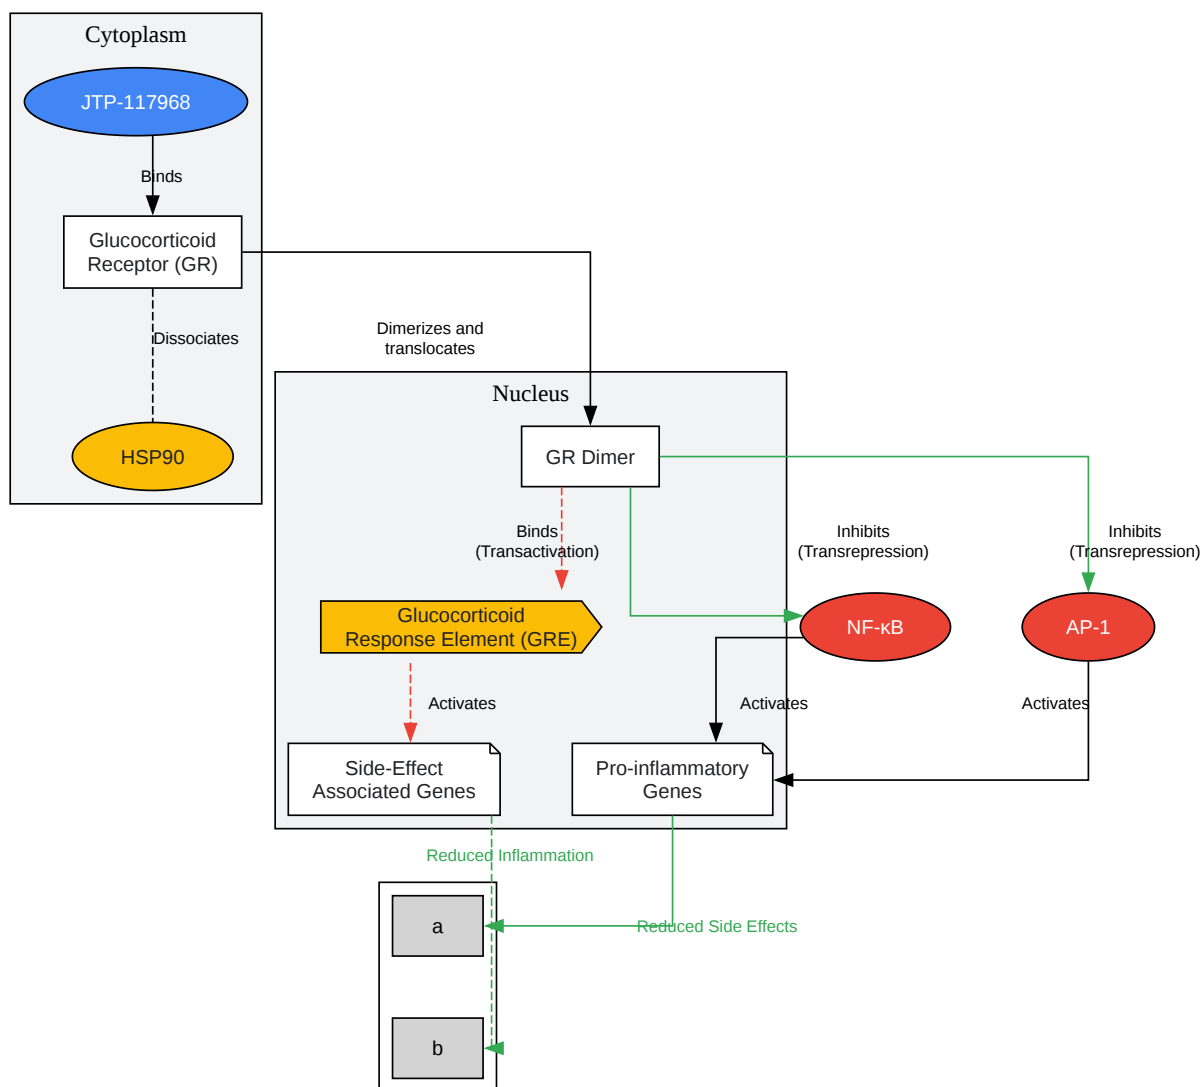 Cytoplasm
JTP-117968
Binds
Glucocorticoid
Receptor (GR)
Dissociates
HSP90
Dimerizes and
translocates
Nucleus
GR Dimer
Binds
(Transactivation)
Inhibits
(Transrepression)
Inhibits
(Transrepression)
Glucocorticoid
Response Element (GRE)
NF-κB
AP-1
Activates
Activates
Activates
Side-Effect
Associated Genes
Pro-inflammatory
Genes
Reduced Inflammation
Reduced Side Effects
a
b